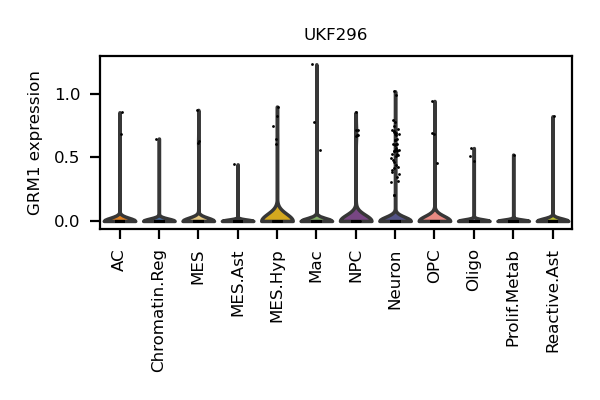 UKF296
GRM1 expression
1.0
0.5
0.0
AC
Chromatin.Reg
MES
MES.Ast
MES.Hyp
Mac
NPC
Neuron
OPC
Oligo
Prolif.Metab
Reactive.Ast